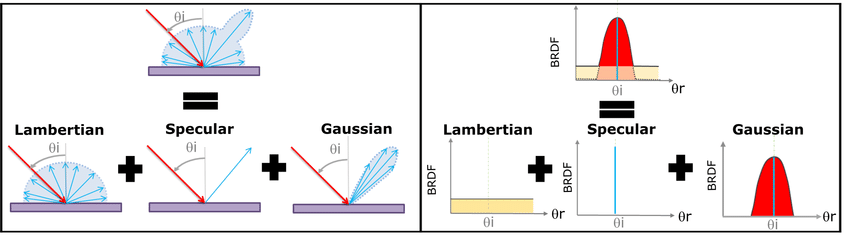 θi
=
Lambertian Specular Gaussian
θi + θi + θi
BRDF
θi
θr
=
Lambertian Specular Gaussian
BRDF
θi
θr
+
BRDF
θi
θr
+
BRDF
θi
θr